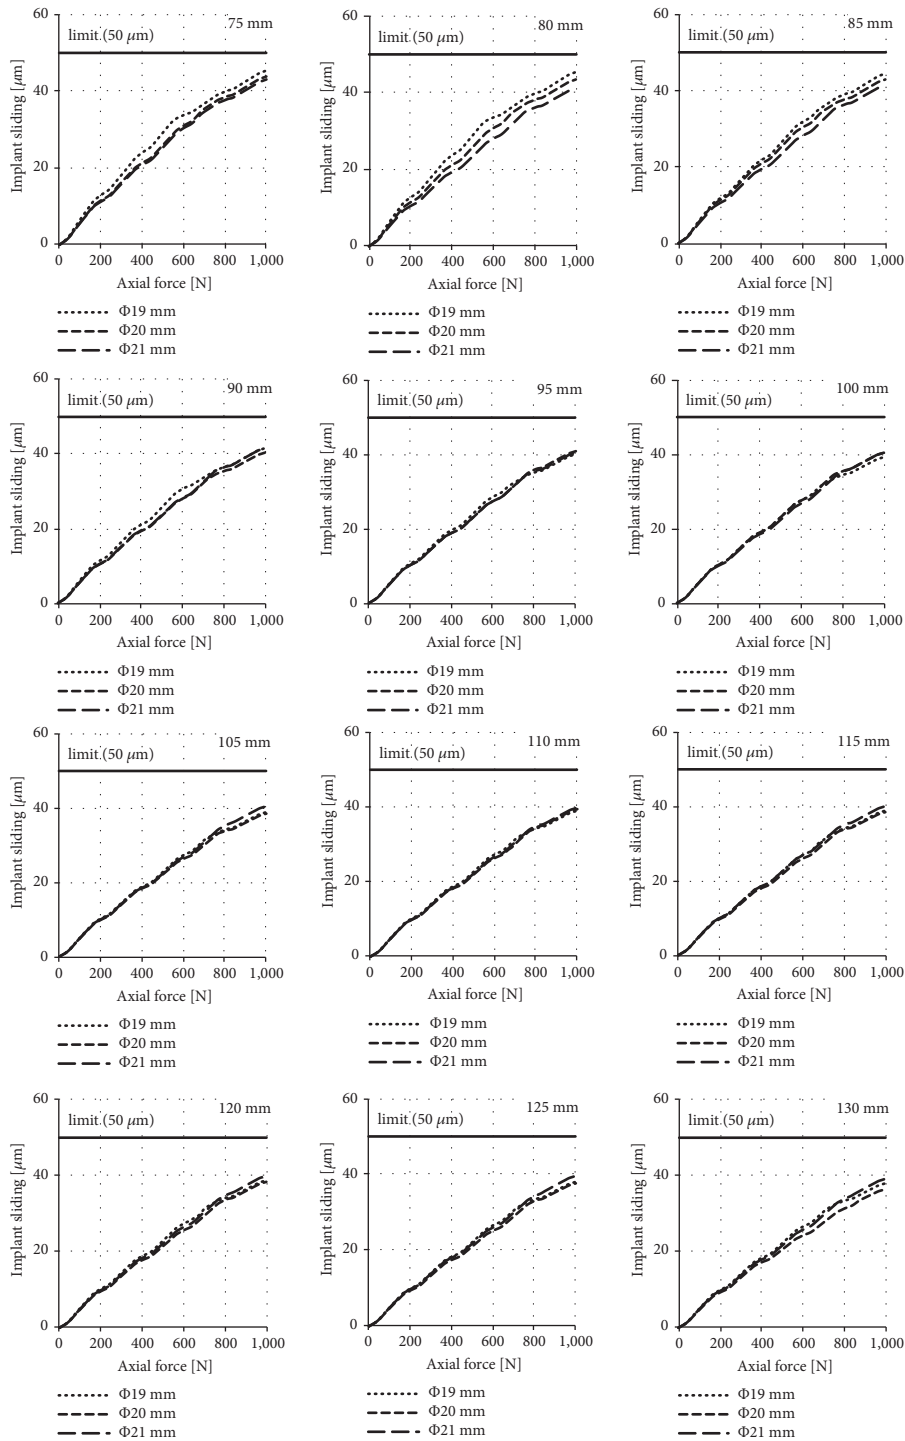 60
limit (50 μm)
75 mm
Implant sliding [μm]
40
20
0
0 200 400 600 800 1,000
Axial force [N]
Φ19 mm
Φ20 mm
Φ21 mm
60
limit (50 μm)
80 mm
Implant sliding [μm]
40
20
0
0 200 400 600 800 1,000
Axial force [N]
Φ19 mm
Φ20 mm
Φ21 mm
60
limit (50 μm)
85 mm
Implant sliding [μm]
40
20
0
0 200 400 600 800 1,000
Axial force [N]
Φ19 mm
Φ20 mm
Φ21 mm
60
limit (50 μm)
90 mm
Implant sliding [μm]
40
20
0
0 200 400 600 800 1,000
Axial force [N]
Φ19 mm
Φ20 mm
Φ21 mm
60
limit (50 μm)
95 mm
Implant sliding [μm]
40
20
0
0 200 400 600 800 1,000
Axial force [N]
Φ19 mm
Φ20 mm
Φ21 mm
60
limit (50 μm)
100 mm
Implant sliding [μm]
40
20
0
0 200 400 600 800 1,000
Axial force [N]
Φ19 mm
Φ20 mm
Φ21 mm
60
limit (50 μm)
105 mm
Implant sliding [μm]
40
20
0
0 200 400 600 800 1,000
Axial force [N]
Φ19 mm
Φ20 mm
Φ21 mm
60
limit (50 μm)
110 mm
Implant sliding [μm]
40
20
0
0 200 400 600 800 1,000
Axial force [N]
Φ19 mm
Φ20 mm
Φ21 mm
60
limit (50 μm)
115 mm
Implant sliding [μm]
40
20
0
0 200 400 600 800 1,000
Axial force [N]
Φ19 mm
Φ20 mm
Φ21 mm
60
limit (50 μm)
120 mm
Implant sliding [μm]
40
20
0
0 200 400 600 800 1,000
Axial force [N]
Φ19 mm
Φ20 mm
Φ21 mm
60
limit (50 μm)
125 mm
Implant sliding [μm]
40
20
0
0 200 400 600 800 1,000
Axial force [N]
Φ19 mm
Φ20 mm
Φ21 mm
60
limit (50 μm)
130 mm
Implant sliding [μm]
40
20
0
0 200 400 600 800 1,000
Axial force [N]
Φ19 mm
Φ20 mm
Φ21 mm